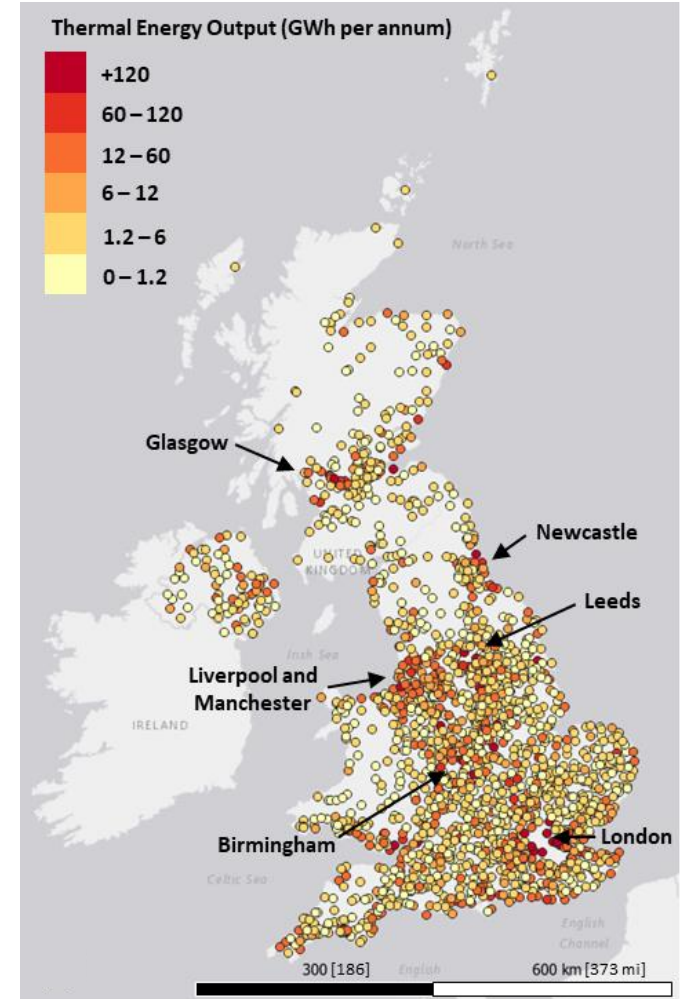 Thermal Energy Output (GWh per annum)
+120
60 – 120
12 – 60
6 – 12
1.2 – 6
0 – 1.2
North Sea
Glasgow
Newcastle
UNITED
KINGDOM
Leeds
Irish Sea
Liverpool and
Manchester
IRELAND
Birmingham
London
Celtic Sea
English
Channel
300 [186]
English
600 km [373 mi]